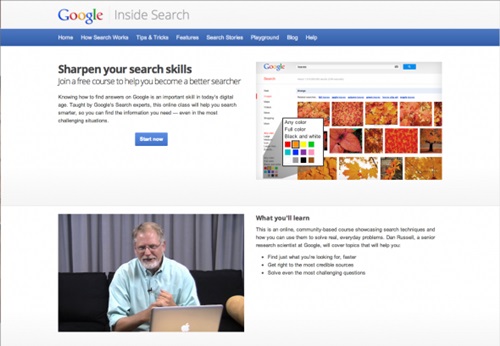 Google Inside Search
Home How Search Works Tips & Tricks Features Search Stories Playground Blog Help
Sharpen your search skills
Join a free course to help you become a better searcher
Knowing how to find answers on Google is an important skill in today's digital
age. Taught by Google's Search experts, this online class will help you search
smarter, so you can find the information you need — even in the most
challenging situations.
Start now
Google
Search
Any color
Full color
Black and white
What you'll learn
This is an online, community-based course showcasing search techniques and
how you can use them to solve real, everyday problems. Dan Russell, a senior
research scientist at Google, will cover topics that will help you:
Find just what you're looking for, faster
Get right to the most credible sources
Solve even the most challenging questions